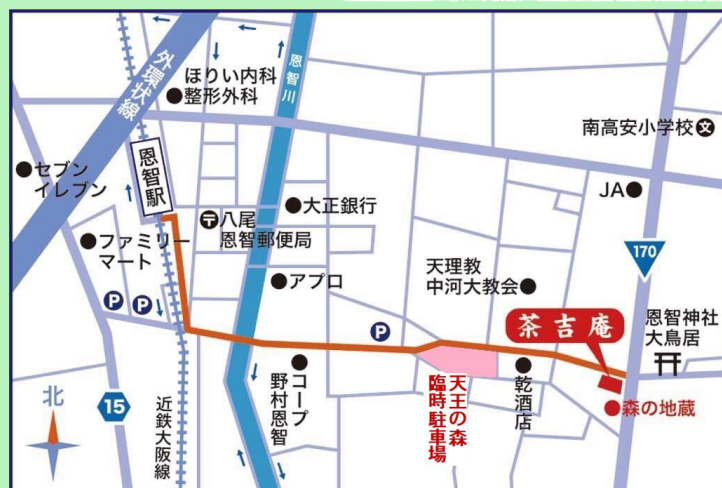 外環状線
恩智川
ほりい内科
整形外科
南高安小学校
文
セブン
イレブン
恩智駅
大正銀行
JA
八尾
恩智郵便局
ファミリー
マート
アプロ
天理教
中河大教会
170
P
P
P
茶吉庵
恩智神社
大鳥居
北
15
近鉄大阪線
コープ
野村恩智
天王の森
臨時駐車場
乾酒店
森の地蔵